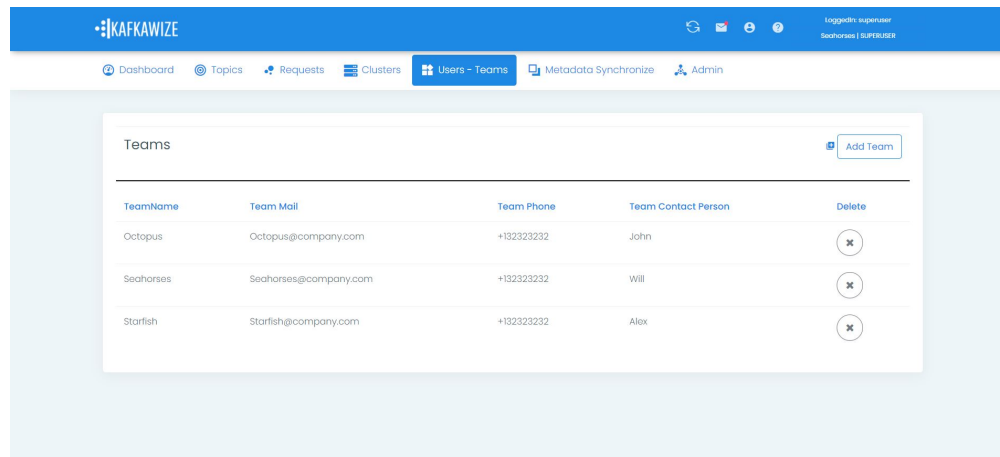 KAFKAWIZE
LoggedIn: superuser
Seahorses | SUPERUSER
Dashboard Topics Requests Clusters Users - Teams Metadata Synchronize Admin
Teams
Add Team
TeamName Team Mail Team Phone Team Contact Person Delete
Octopus Octopus@company.com +132323232 John
Seahorses Seahorses@company.com +132323232 Will
Starfish Starfish@company.com +132323232 Alex